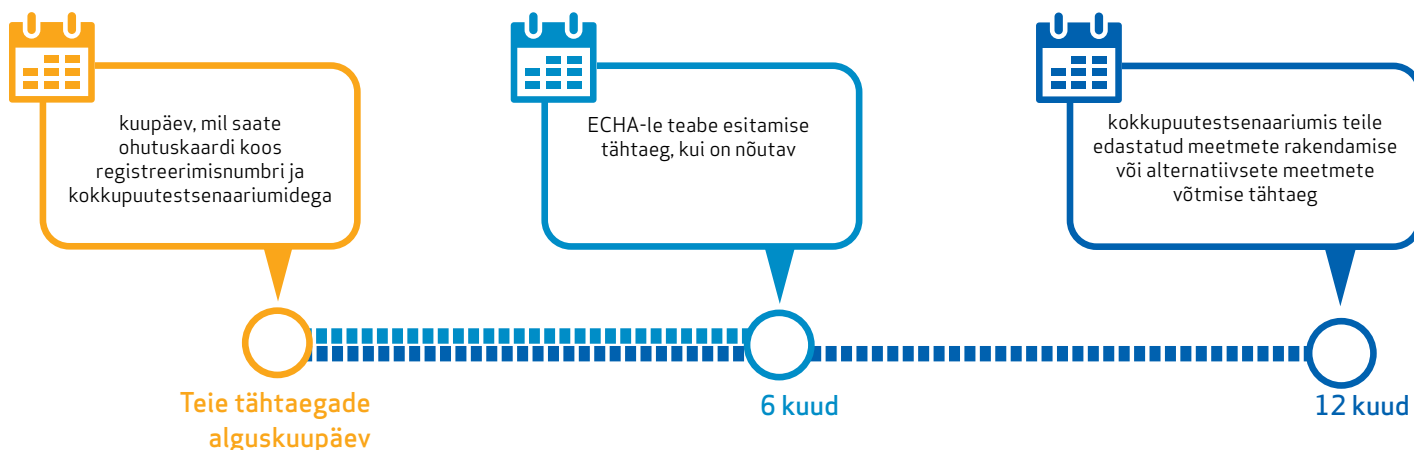 kuupäev, mil saate
ohutuskaardi koos
registreerimisnumbri ja
kokkupuutestsenaariumidega
Teie tähtaegade
alguskuupäev
ECHA-le teabe esitamise
tähtaeg, kui on nõutav
6 kuud
kokkupuutestsenaariumis teile
edastatud meetmete rakendamise
või alternatiivsete meetmete
võtmise tähtaeg
12 kuud